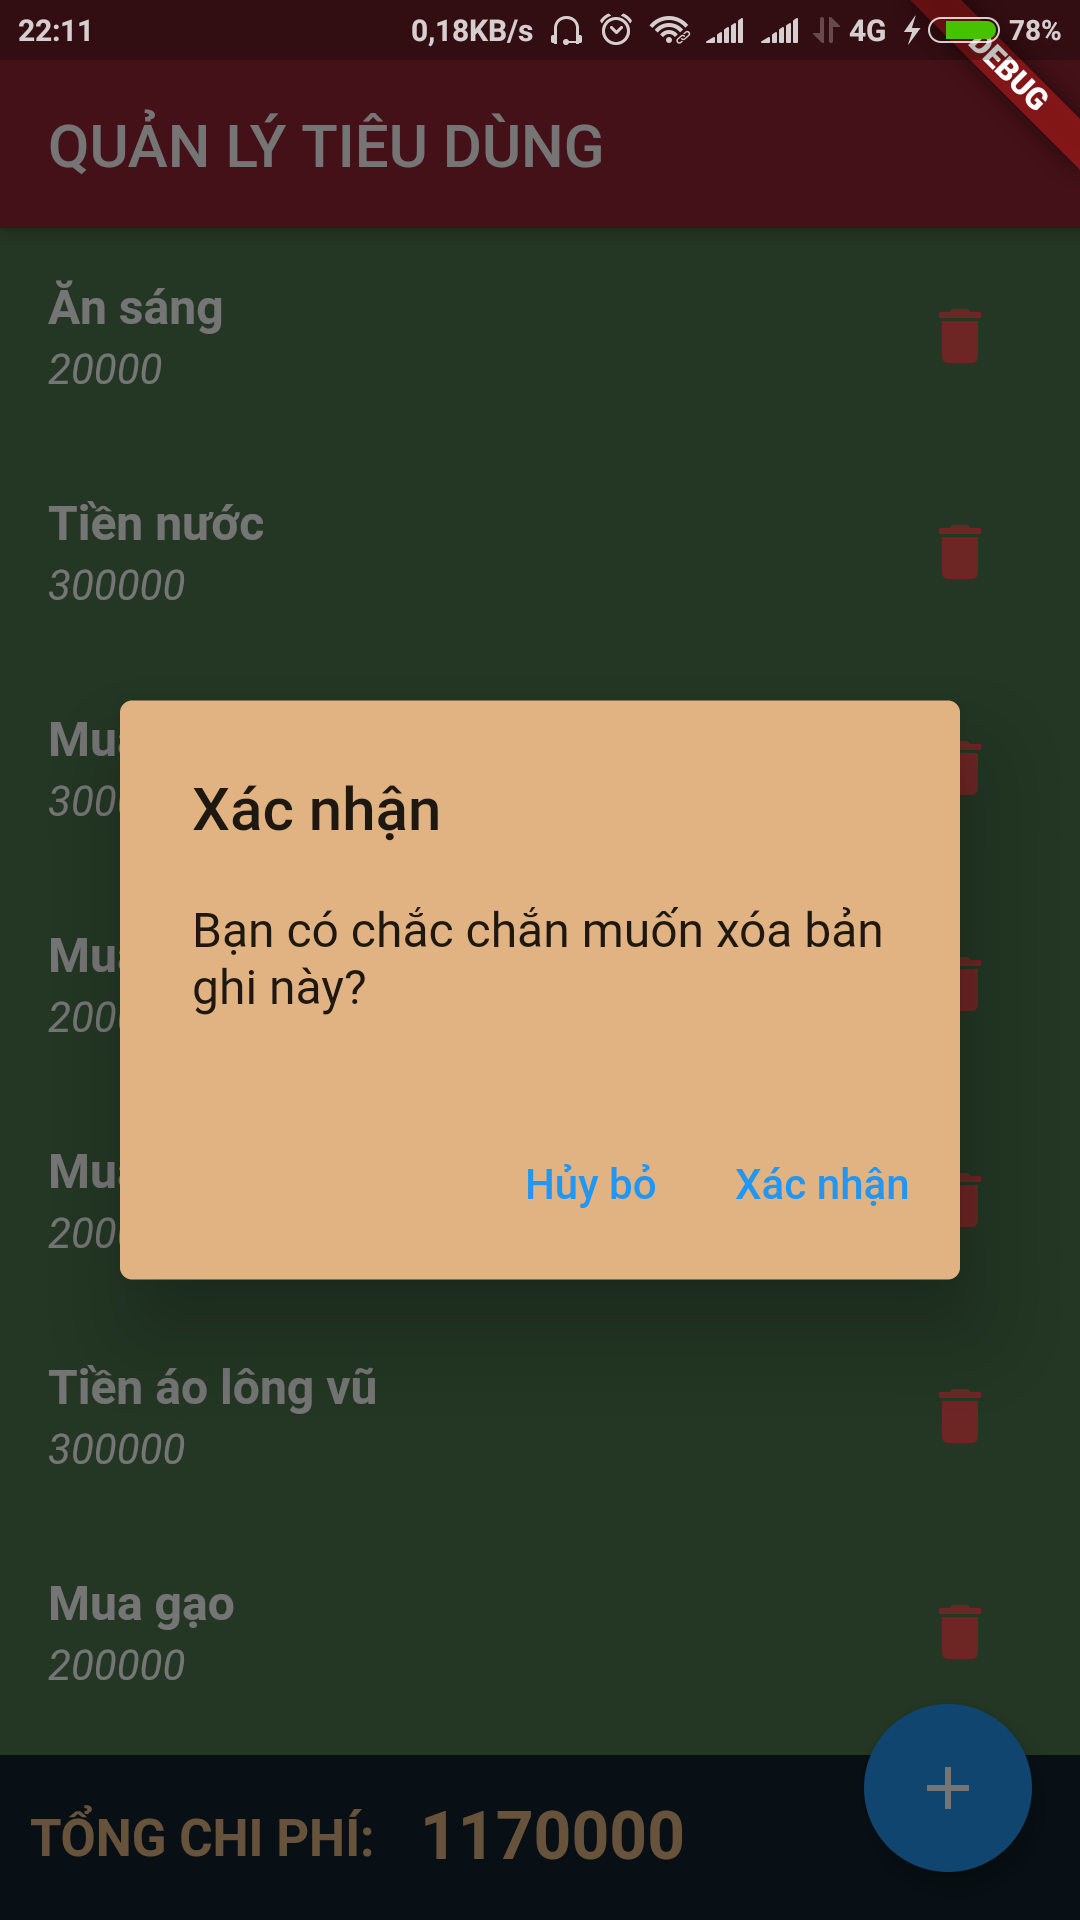 22:11 0,18KB/s 4G 78%
DEBUG
QUẢN LÝ TIÊU DÙNG
Ăn sáng
20000
Tiền nước
300000
Xác nhận
Bạn có chắc chắn muốn xóa bản
ghi này?
Hủy bỏ Xác nhận
Tiền áo lông vũ
300000
Mua gạo
200000
TỔNG CHI PHÍ: 1170000